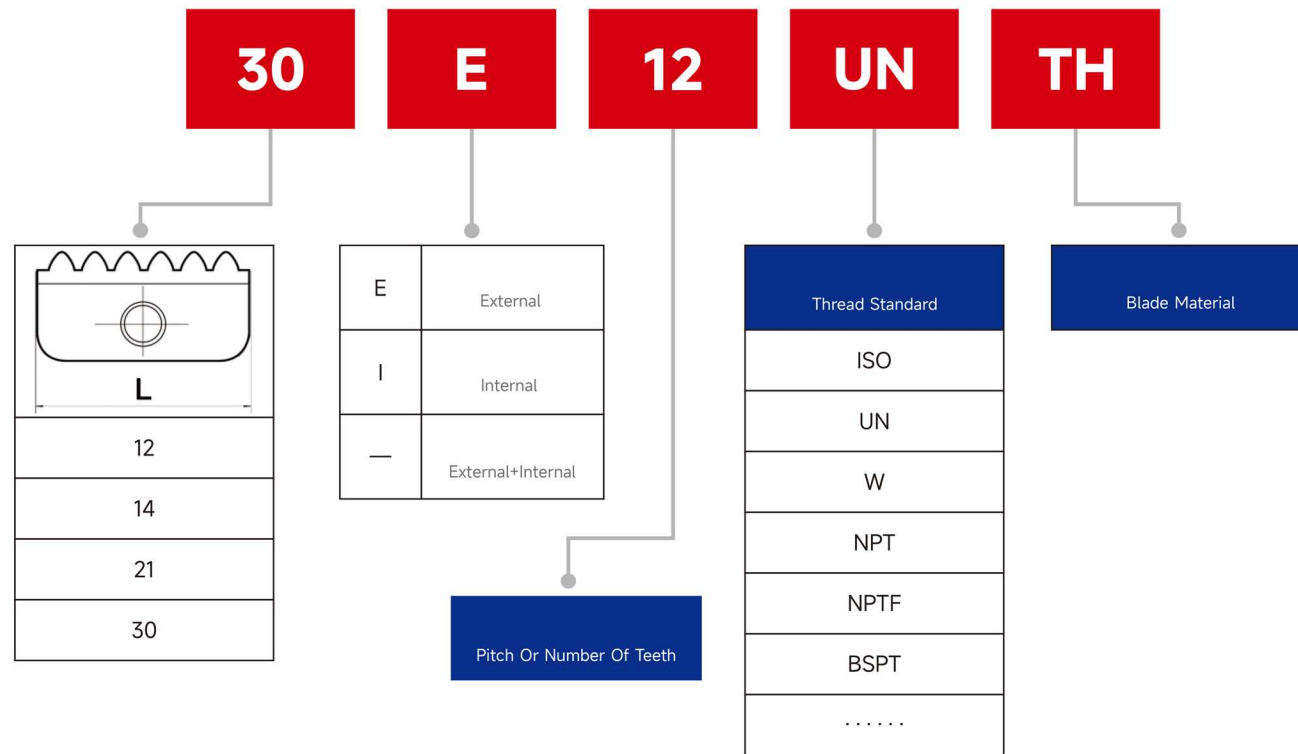 30 E 12 UN TH
L
12
14
21
30
E External
I Internal
— External+Internal
Pitch Or Number Of Teeth
Thread Standard
ISO
UN
W
NPT
NPTF
BSPT
······
Blade Material